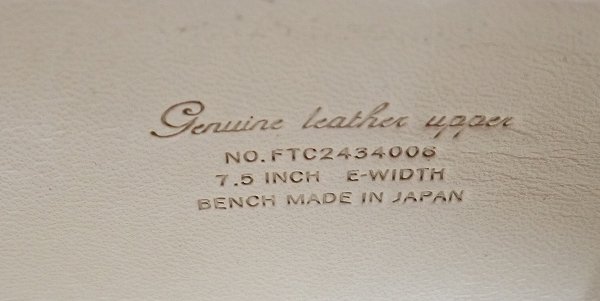 Genuine leather upper
NO.FTC2434006
7.5 INCH E-WIDTH
BENCH MADE IN JAPAN